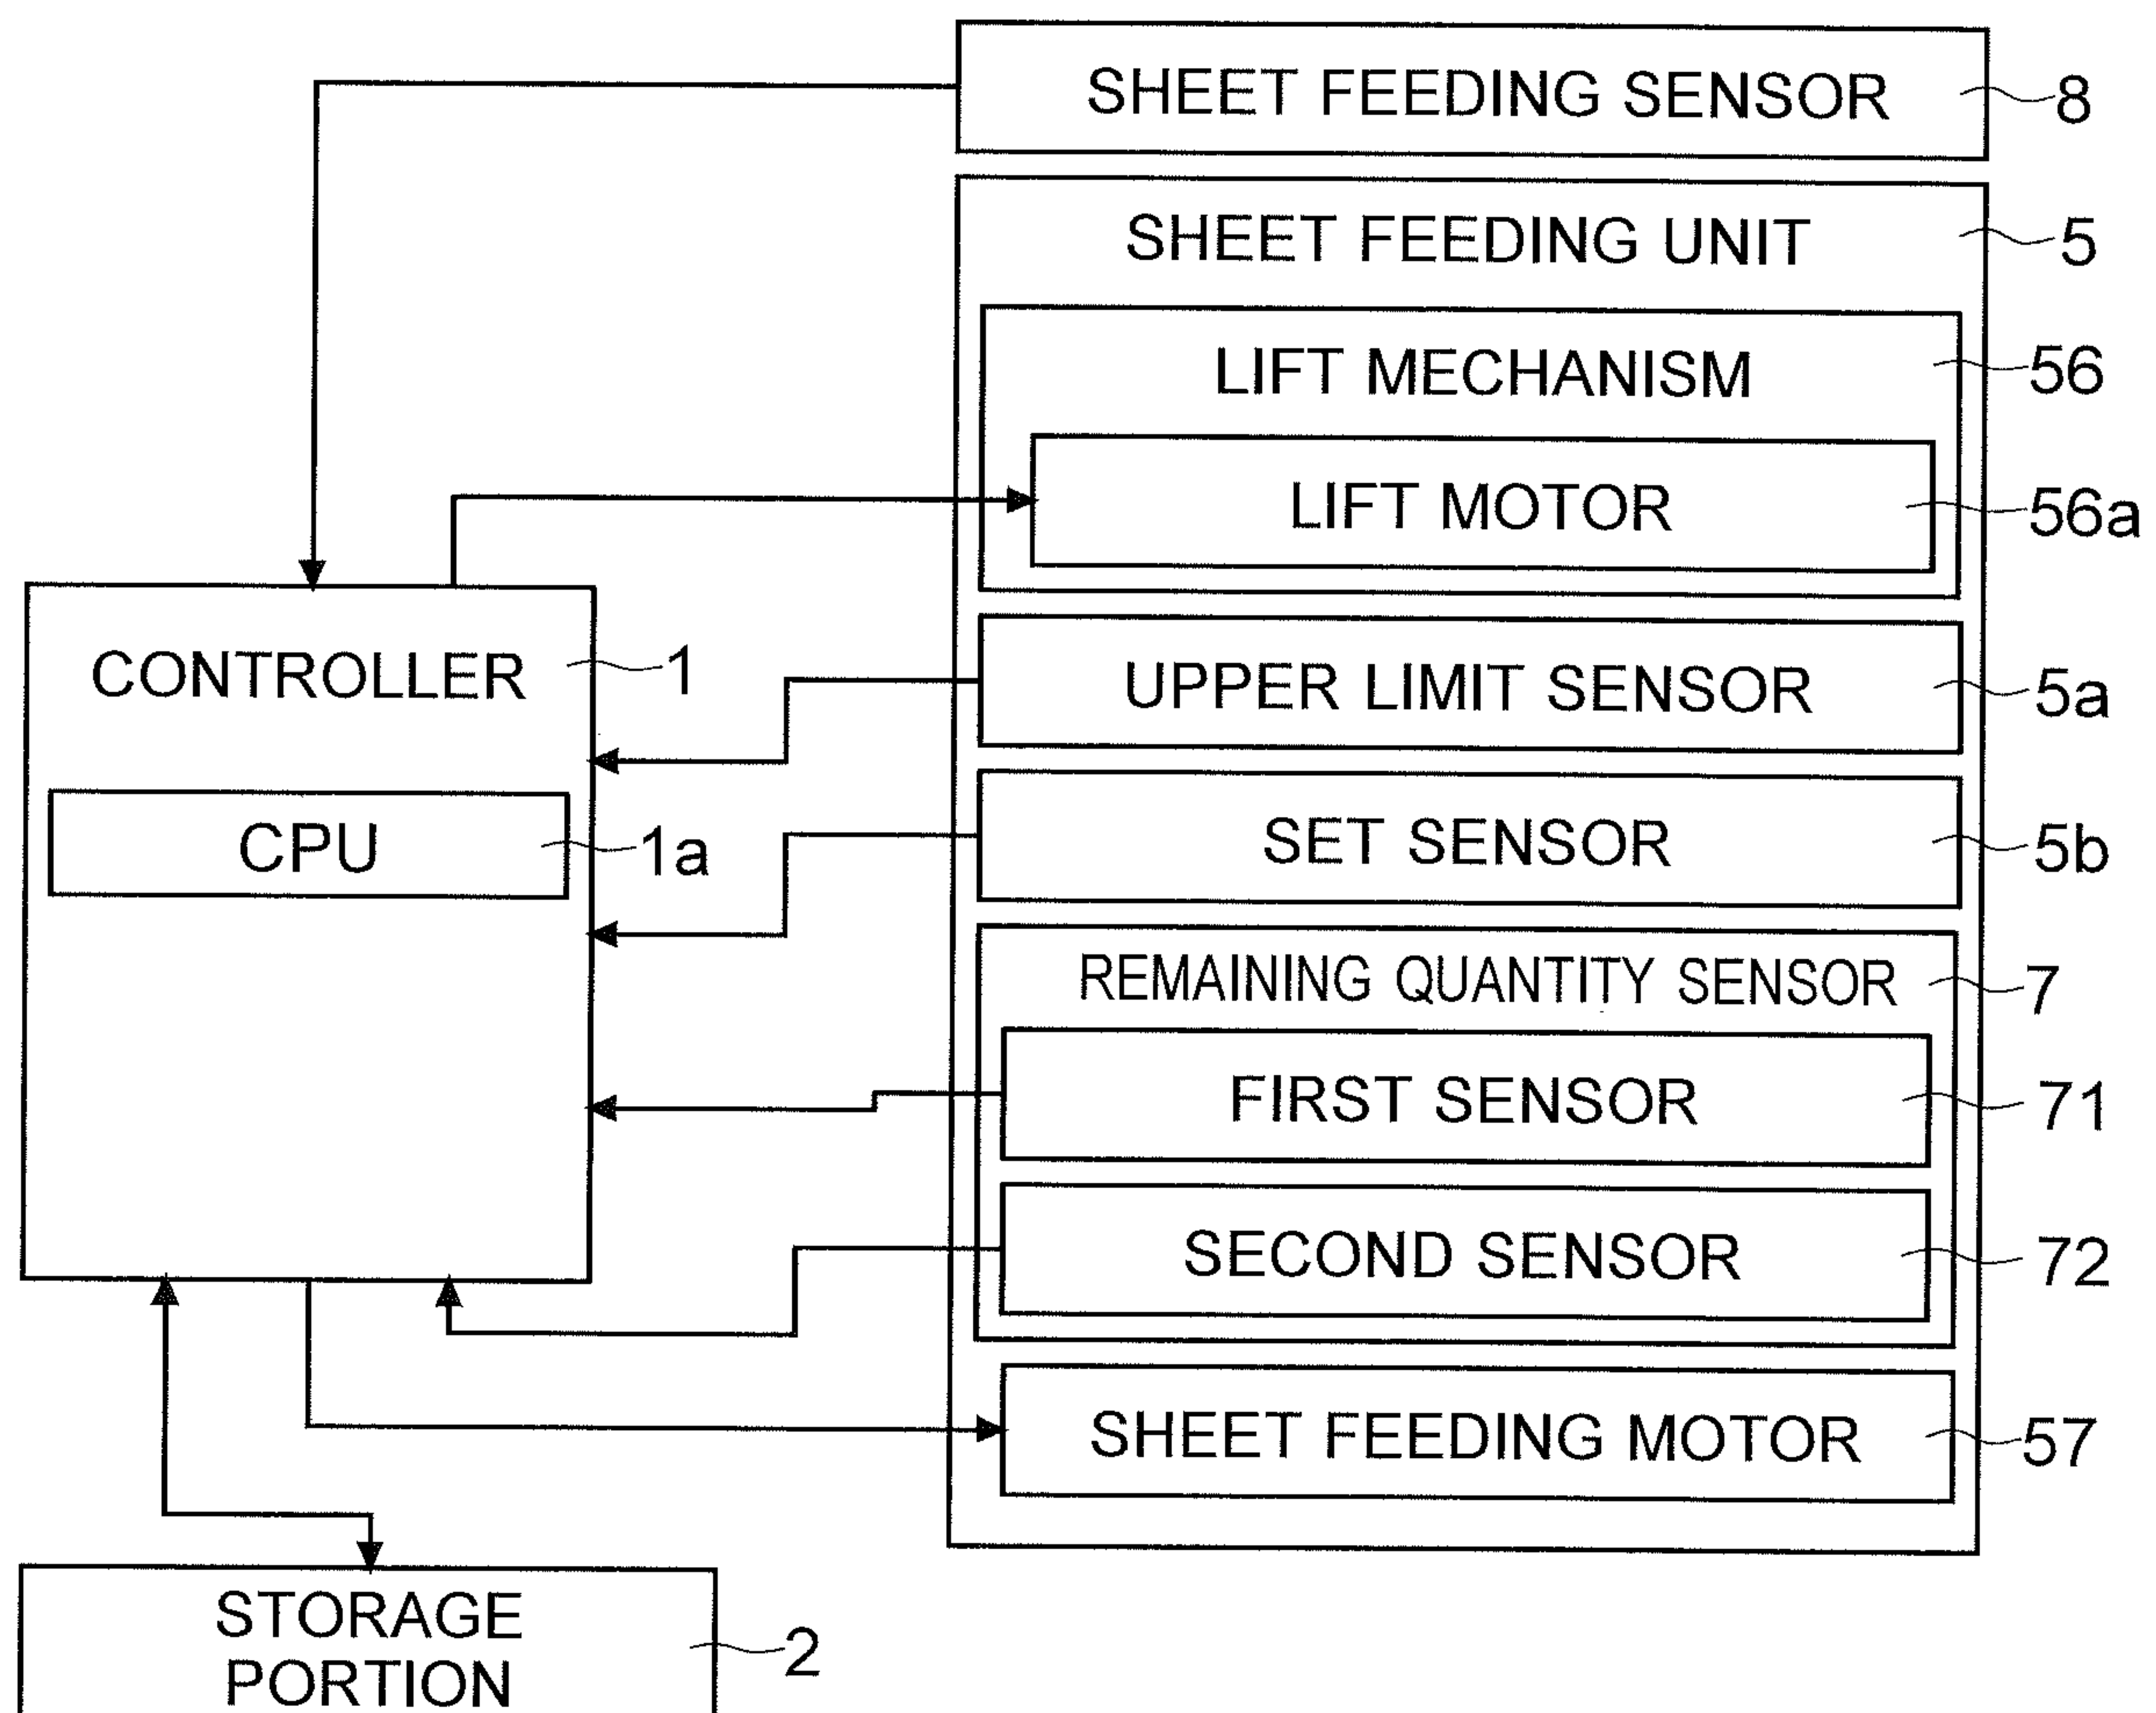 SHEET FEEDING SENSOR
8
SHEET FEEDING UNIT
5
LIFT MECHANISM
56
LIFT MOTOR
56a
CONTROLLER
1
UPPER LIMIT SENSOR
5a
CPU
1a
SET SENSOR
5b
REMAINING QUANTITY SENSOR
7
FIRST SENSOR
71
SECOND SENSOR
72
SHEET FEEDING MOTOR
57
STORAGE
PORTION
2